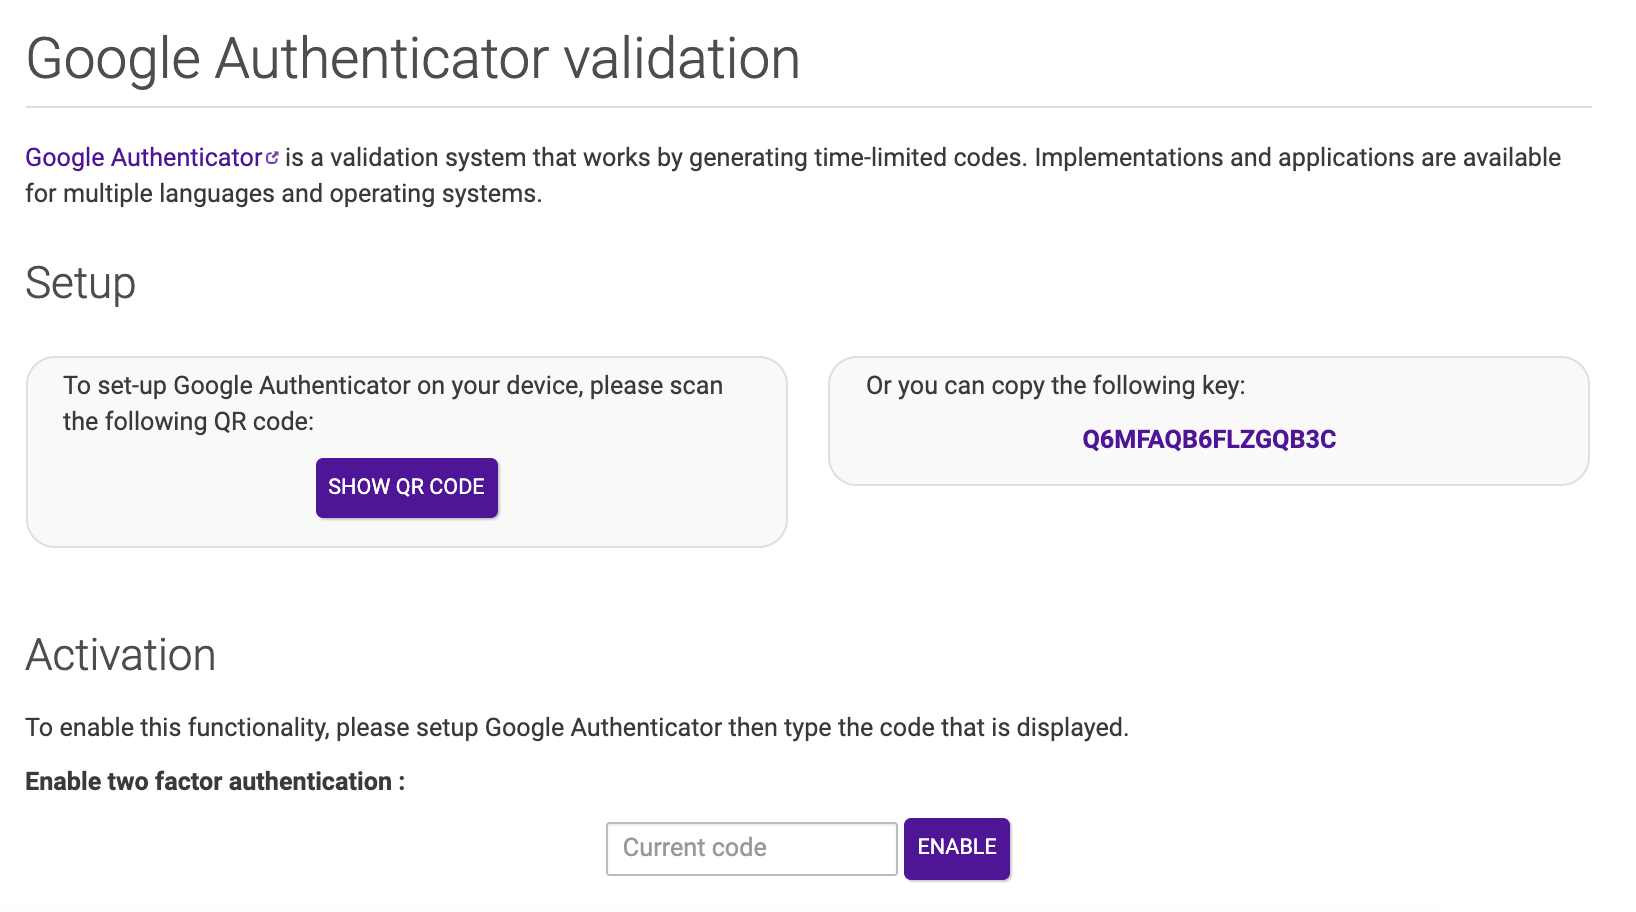 Google Authenticator validation
Google Authenticator is a validation system that works by generating time-limited codes. Implementations and applications are available
for multiple languages and operating systems.
Setup
To set-up Google Authenticator on your device, please scan
the following QR code:
SHOW QR CODE
Or you can copy the following key:
Q6MFAQB6FLZGQB3C
Activation
To enable this functionality, please setup Google Authenticator then type the code that is displayed.
Enable two factor authentication :
Current code
ENABLE